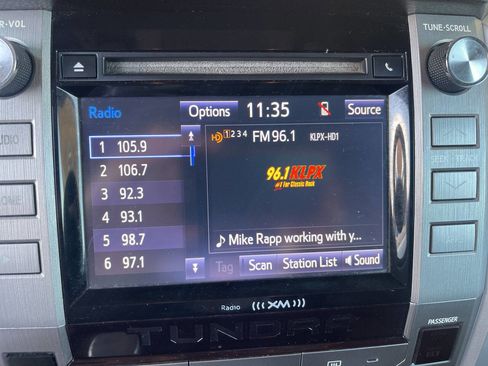 R•VOL
TUNE•SCROLL
Radio
Options
11:35
Source
HD 1 2 3 4
FM 96.1
KLPX-HD1
1 105.9
2 106.7
3 92.3
4 93.1
5 98.7
6 97.1
96.1 KLPX
#1 For Classic Rock
♪ Mike Rapp working with y...
Tag
Scan
Station List
Sound
AUDIO
SEEK
TRACK
Radio
(((XM)))
TUNDRA
PASSENGER